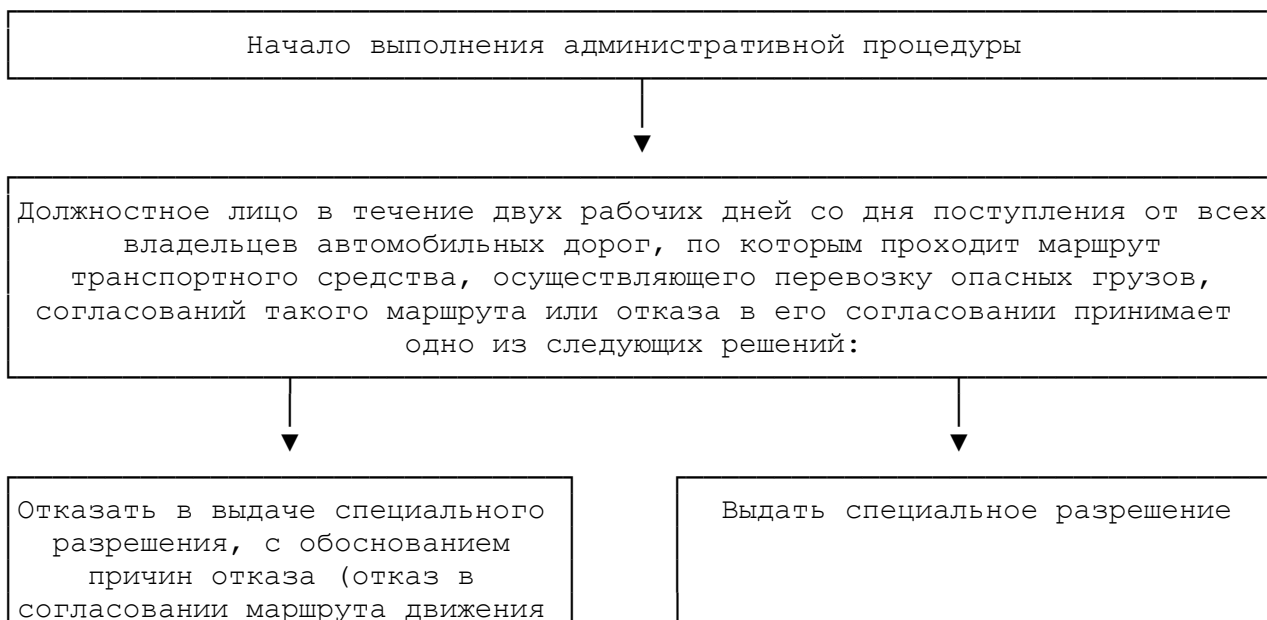 Начало выполнения административной процедуры
Должностное лицо в течение двух рабочих дней со дня поступления от всех
владельцев автомобильных дорог, по которым проходит маршрут
транспортного средства, осуществляющего перевозку опасных грузов,
согласований такого маршрута или отказа в его согласовании принимает
одно из следующих решений:
Отказать в выдаче специального
разрешения, с обоснованием
причин отказа (отказ в
согласовании маршрута движения
Выдать специальное разрешение